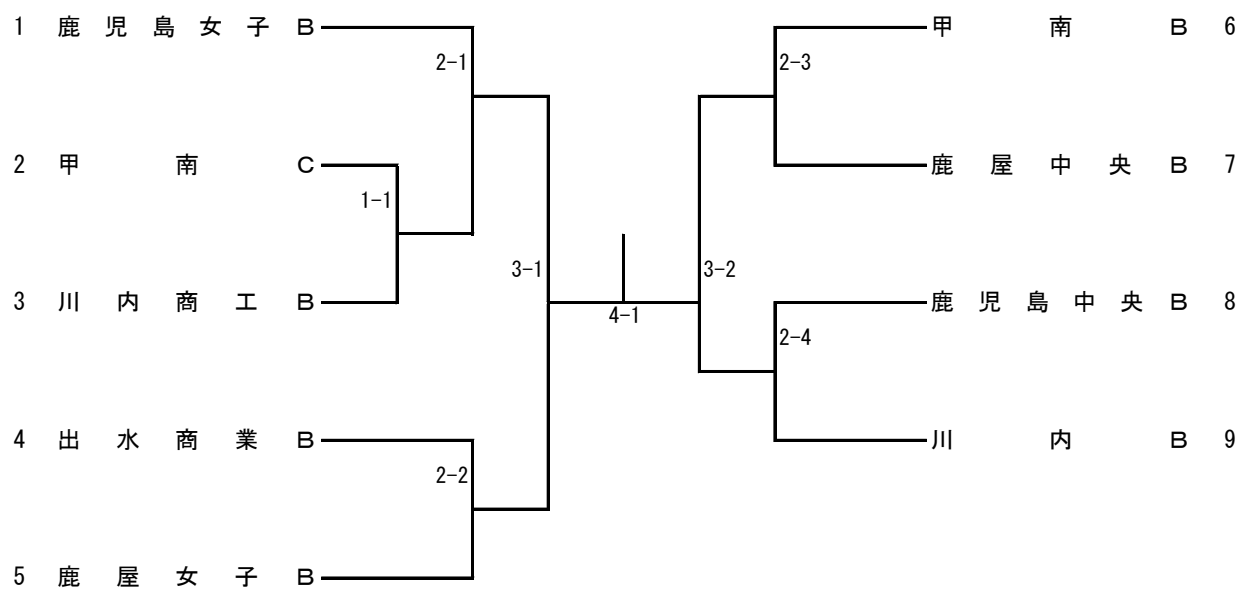 1 鹿児島女子 B
甲南 B 6
2-1
2-3
2 甲南 C
鹿屋中央 B 7
1-1
3-1
3-2
3 川内商工 B
鹿児島中央 B 8
4-1
2-4
4 出水商業 B
川内 B 9
2-2
5 鹿屋女子 B